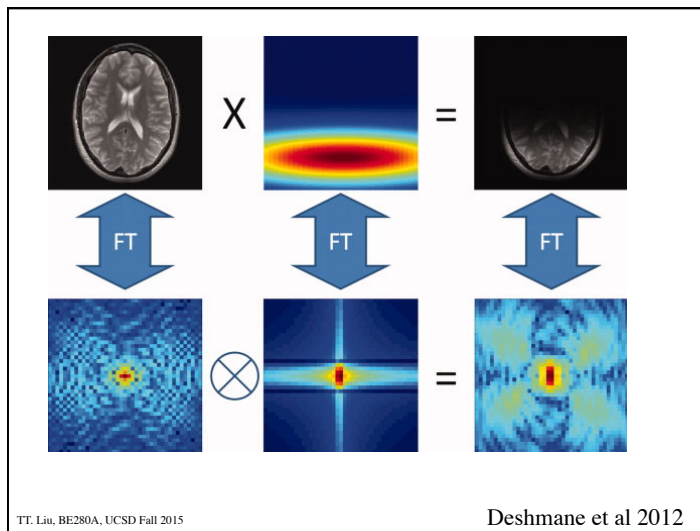 X =
FT FT FT
=
TT. Liu, BE280A, UCSD Fall 2015
Deshmane et al 2012